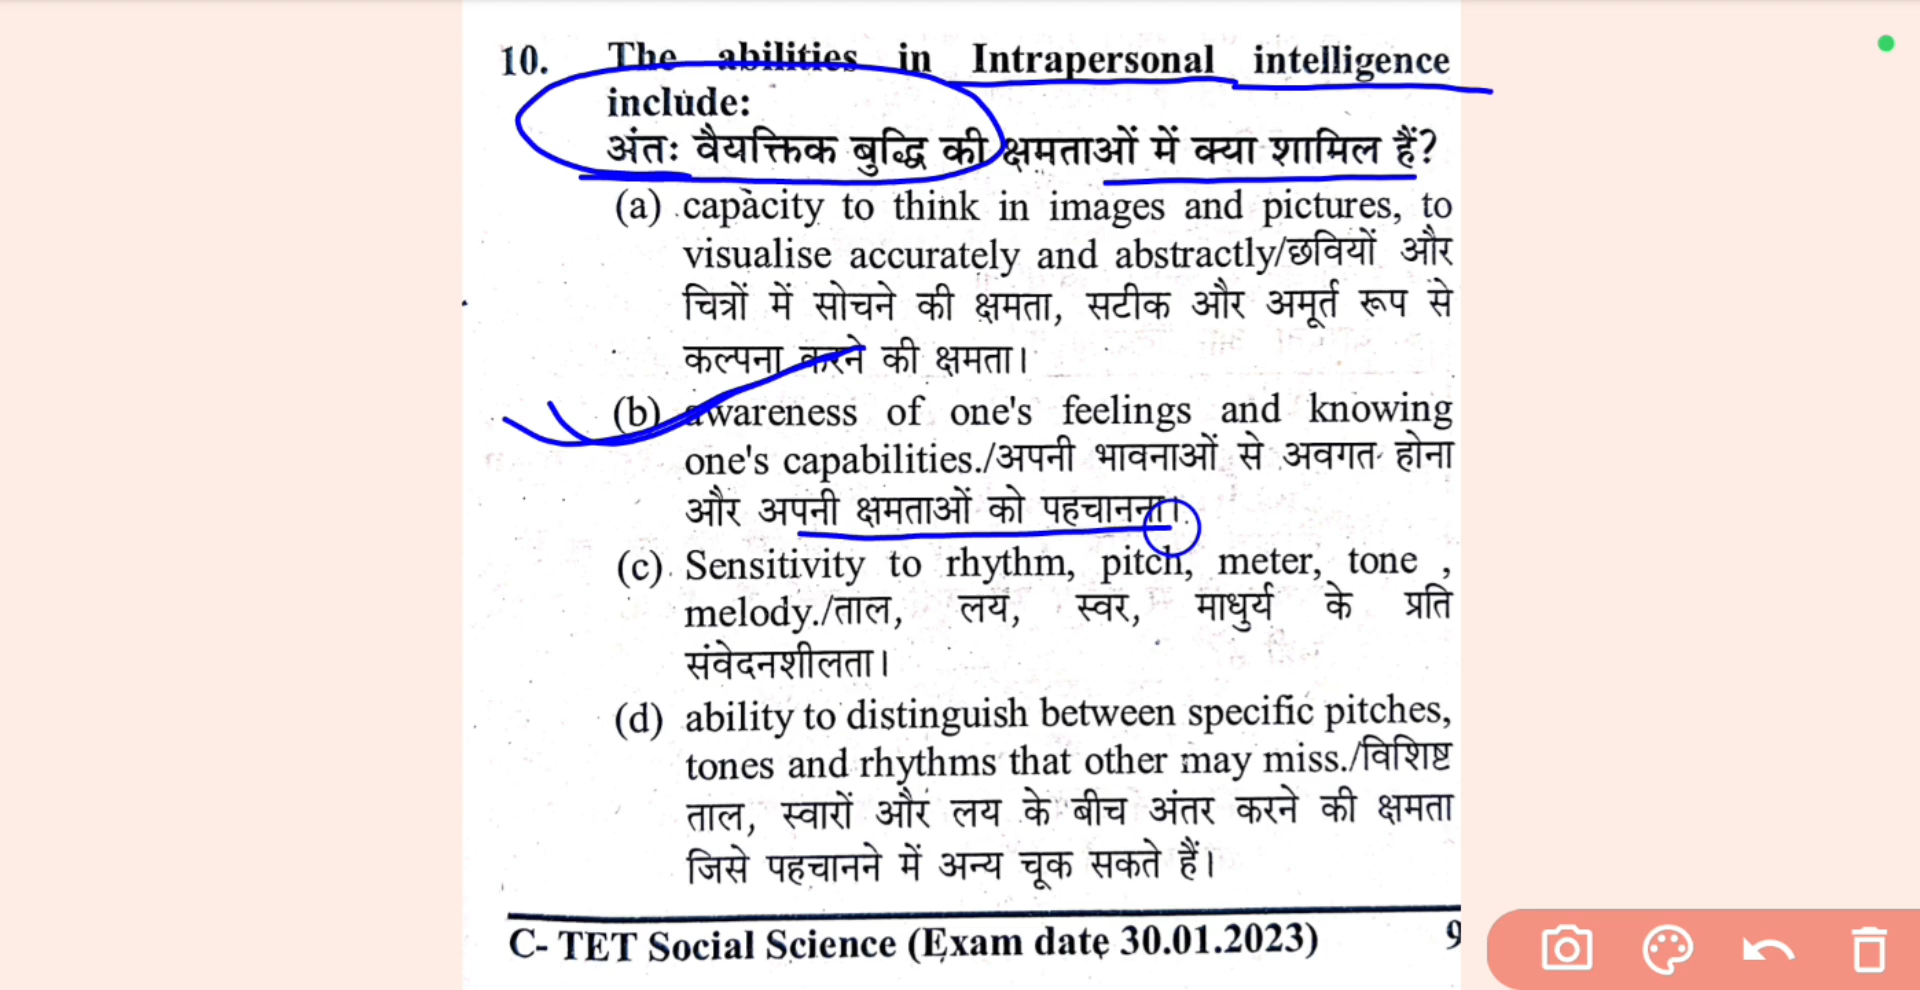 10. The abilities in Intrapersonal intelligence
include:
अंतः वैयक्तिक बुद्धि की क्षमताओं में क्या शामिल हैं?
(a) capacity to think in images and pictures, to
visualise accurately and abstractly/छवियों और
चित्रों में सोचने की क्षमता, सटीक और अमूर्त रूप से
कल्पना करने की क्षमता।
(b) awareness of one's feelings and knowing
one's capabilities./अपनी भावनाओं से अवगत होना
और अपनी क्षमताओं को पहचानना।
(c) Sensitivity to rhythm, pitch, meter, tone ,
melody./ताल, लय, स्वर, माधुर्य के प्रति
संवेदनशीलता।
(d) ability to distinguish between specific pitches,
tones and rhythms that other may miss./विशिष्ट
ताल, स्वारों और लय के बीच अंतर करने की क्षमता
जिसे पहचानने में अन्य चूक सकते हैं।
C- TET Social Science (Exam date 30.01.2023) 9